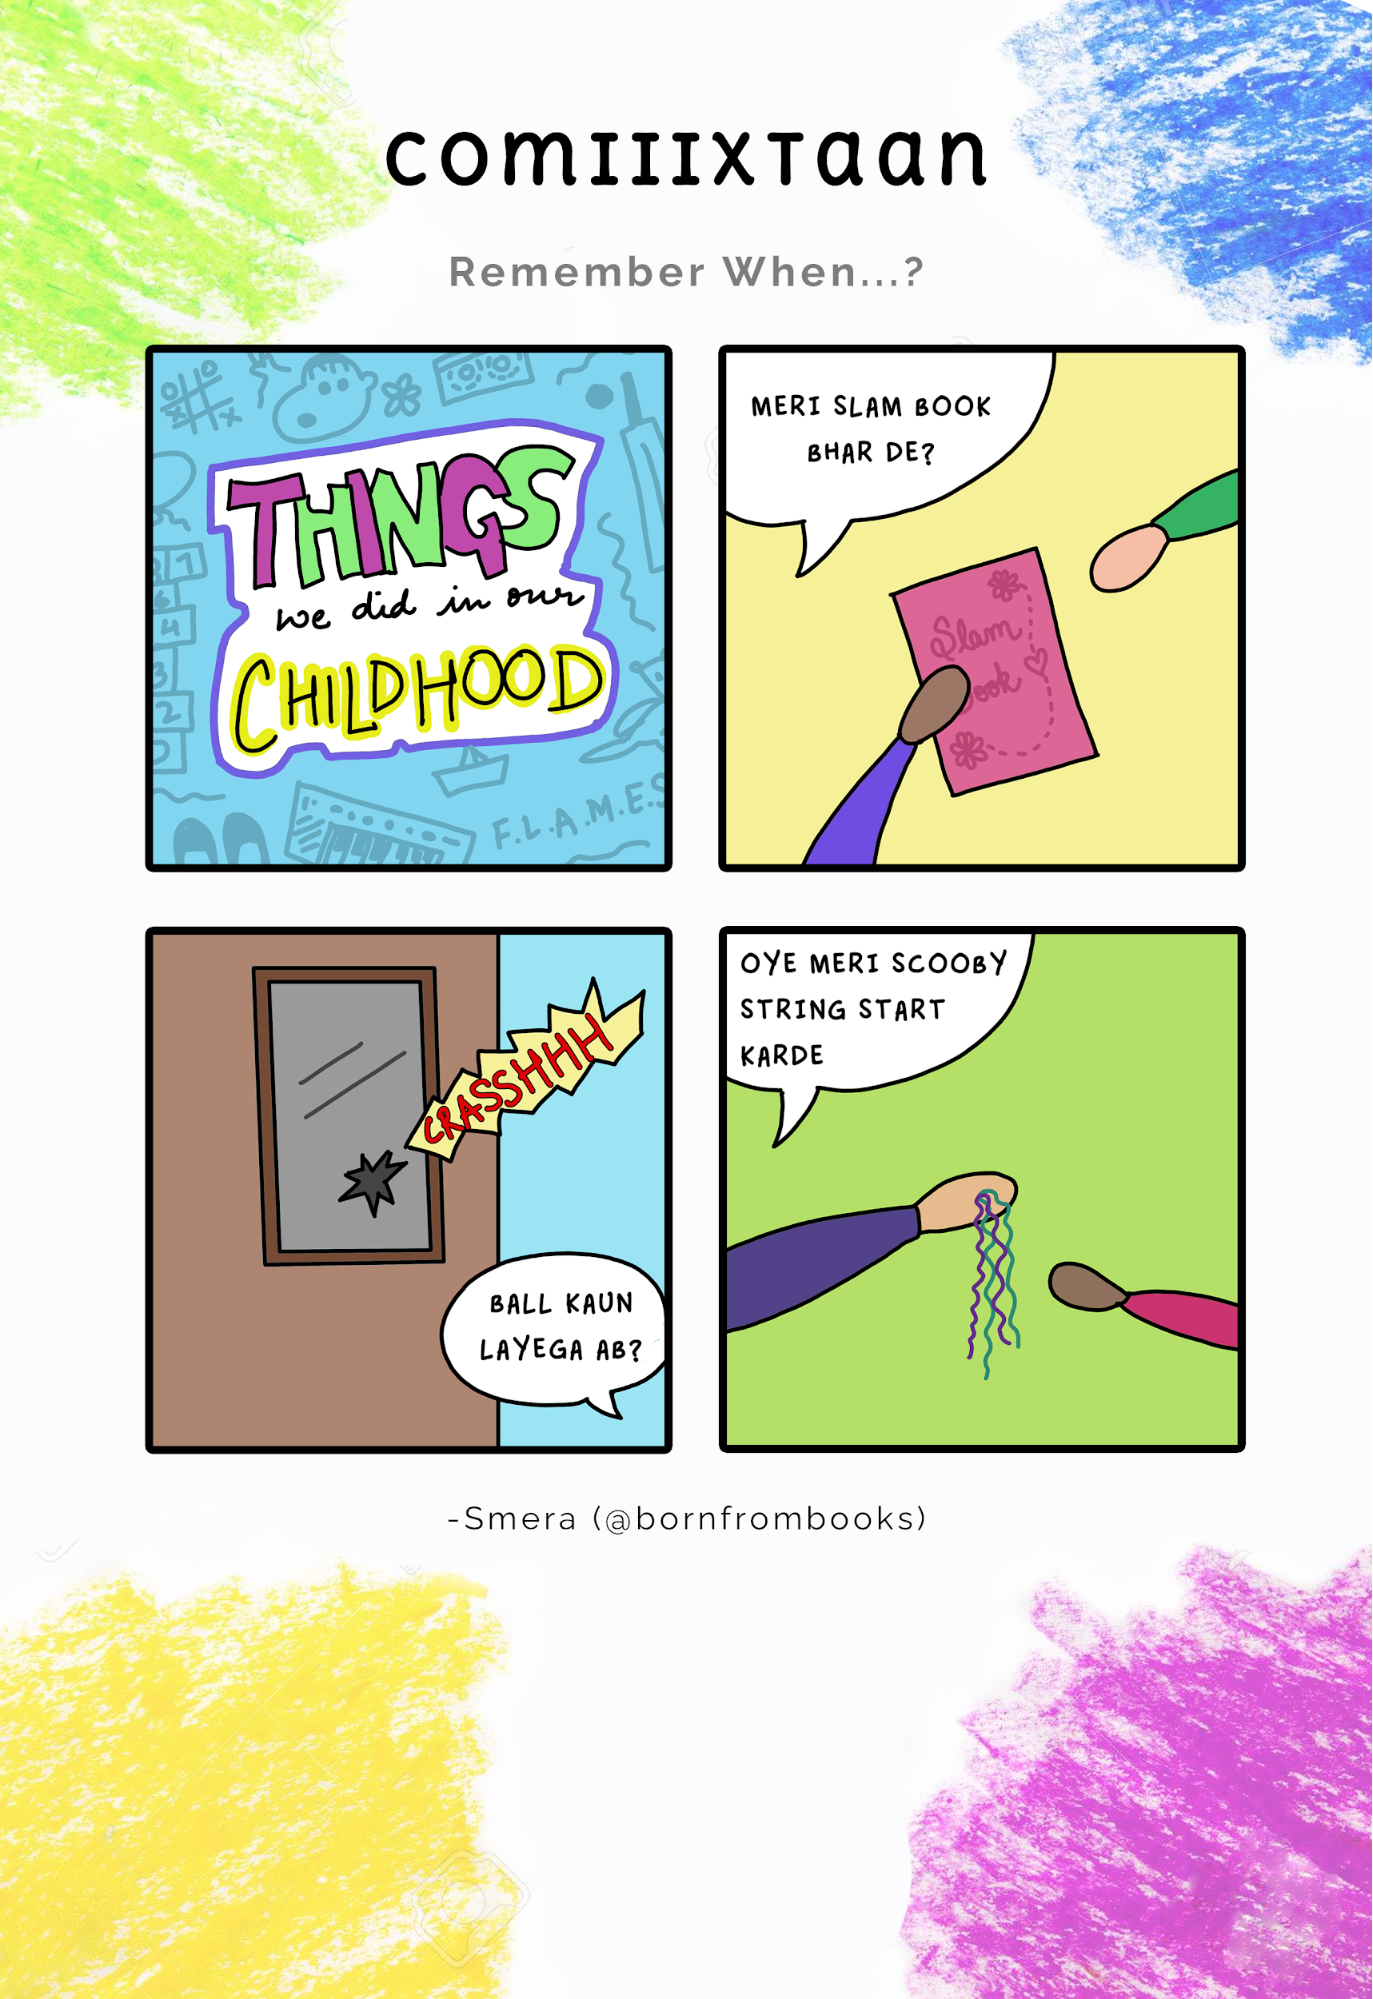 comIIIxTaan
Remember When...?
THINGS
we did in our
CHILDHOOD
F.L.A.M.E.S
MERI SLAM BOOK
BHAR DE?
Slam
ook
CRASSHHH
BALL KAUN
LAYEGA AB?
OYE MERI SCOOBY
STRING START
KARDE
-Smera (@bornfrombooks)